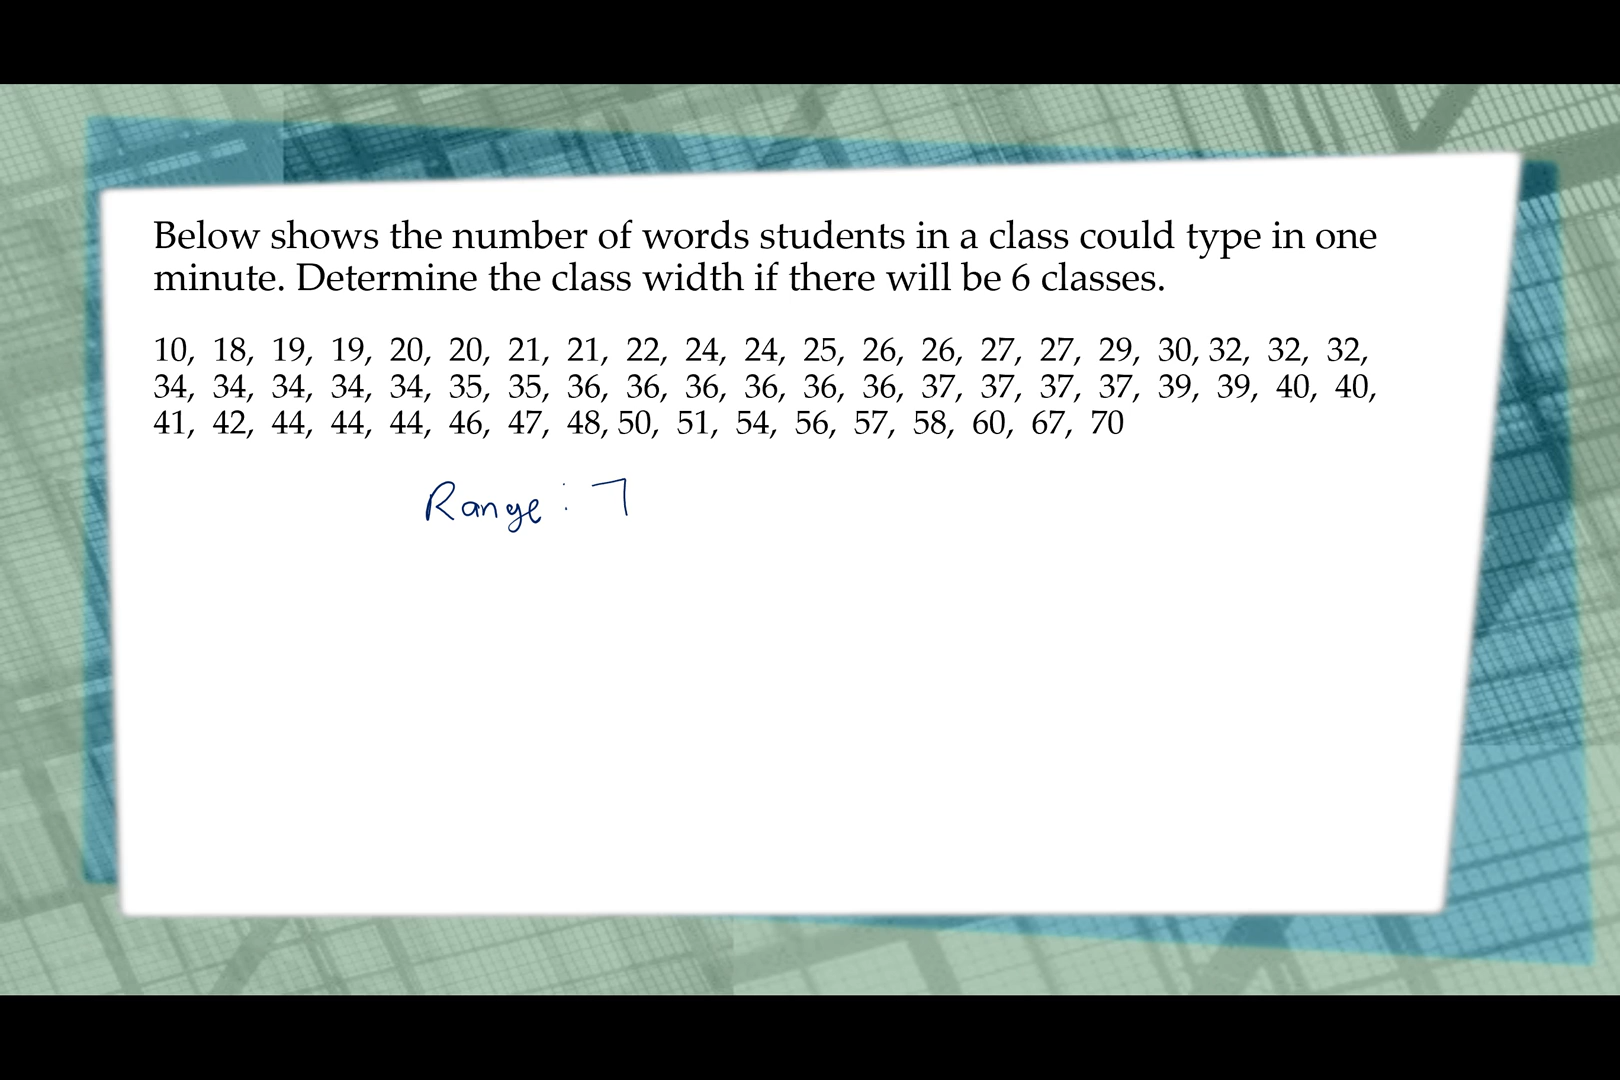 Below shows the number of words students in a class could type in one
minute. Determine the class width if there will be 6 classes.
10, 18, 19, 19, 20, 20, 21, 21, 22, 24, 24, 25, 26, 26, 27, 27, 29, 30, 32, 32, 32,
34, 34, 34, 34, 34, 35, 35, 36, 36, 36, 36, 36, 36, 37, 37, 37, 37, 39, 39, 40, 40,
41, 42, 44, 44, 44, 46, 47, 48, 50, 51, 54, 56, 57, 58, 60, 67, 70
Range: 7